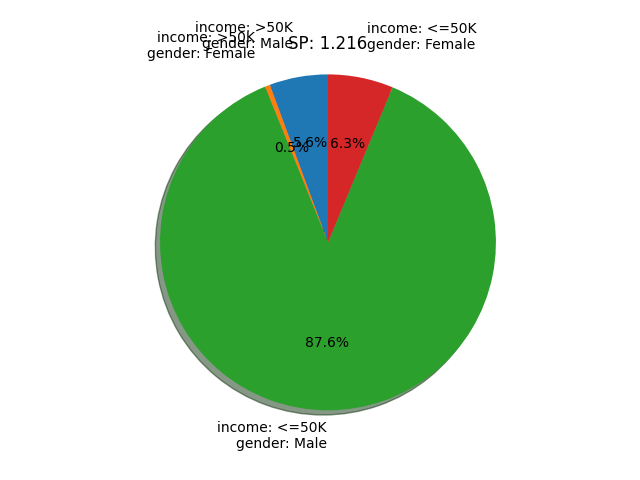 income: >50K
gender: Male
income: >50K
gender: Female
SP: 1.216
income: <=50K
gender: Female
0.5%
5.6%
6.3%
87.6%
income: <=50K
gender: Male